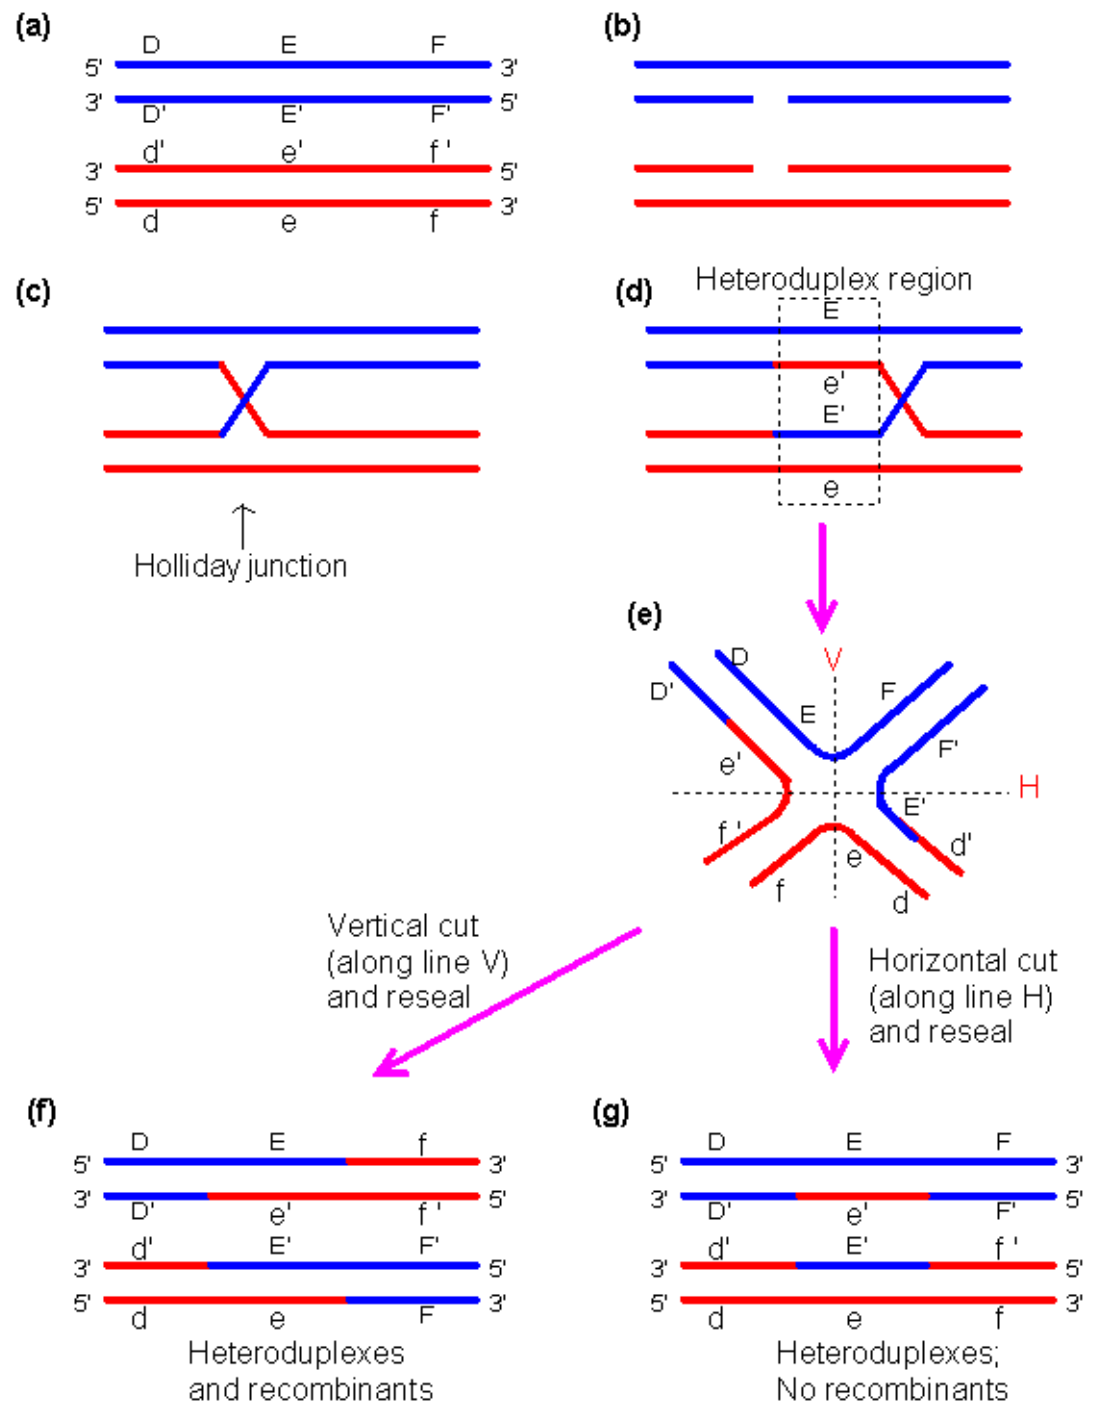 (a)
D E F
5' 3'
3' 5'
D' E' F'
d' e' f '
3' 5'
5' 3'
d e f
(b)
(c)
Holliday junction
(d)
Heteroduplex region
E
e'
E'
e
(e)
V
D
D'
E
F
F'
e'
H
E'
f '
d'
e
f
d
Vertical cut
(along line V)
and reseal
Horizontal cut
(along line H)
and reseal
(f)
D E f
5' 3'
3' 5'
D' e' f '
d' E' F'
3' 5'
5' 3'
d e F
Heteroduplexes
and recombinants
(g)
D E F
5' 3'
3' 5'
D' e' F'
d' E' f '
3' 5'
5' 3'
d e f
Heteroduplexes;
No recombinants